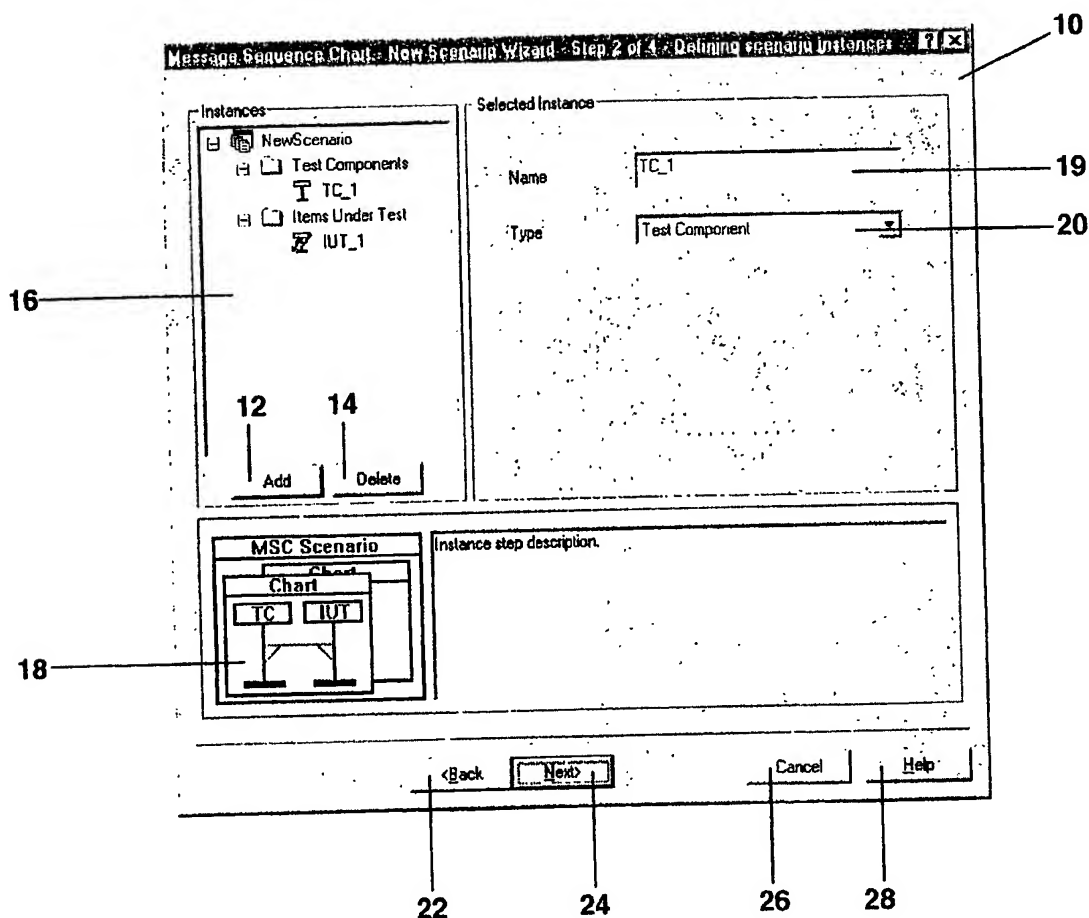 10
Message Sequence Chart - New Scenario Wizard - Step 2 of 4 - Defining scenario instances ? X
Instances
NewScenario
Test Components
TC_1
Items Under Test
IUT_1
Selected Instance
Name
TC_1
19
Type
Test Component
20
16
12
14
Add
Delete
MSC Scenario
Chart
Chart
TC
IUT
18
Instance step description.
<Back
Next>
Cancel
Help
22
24
26
28